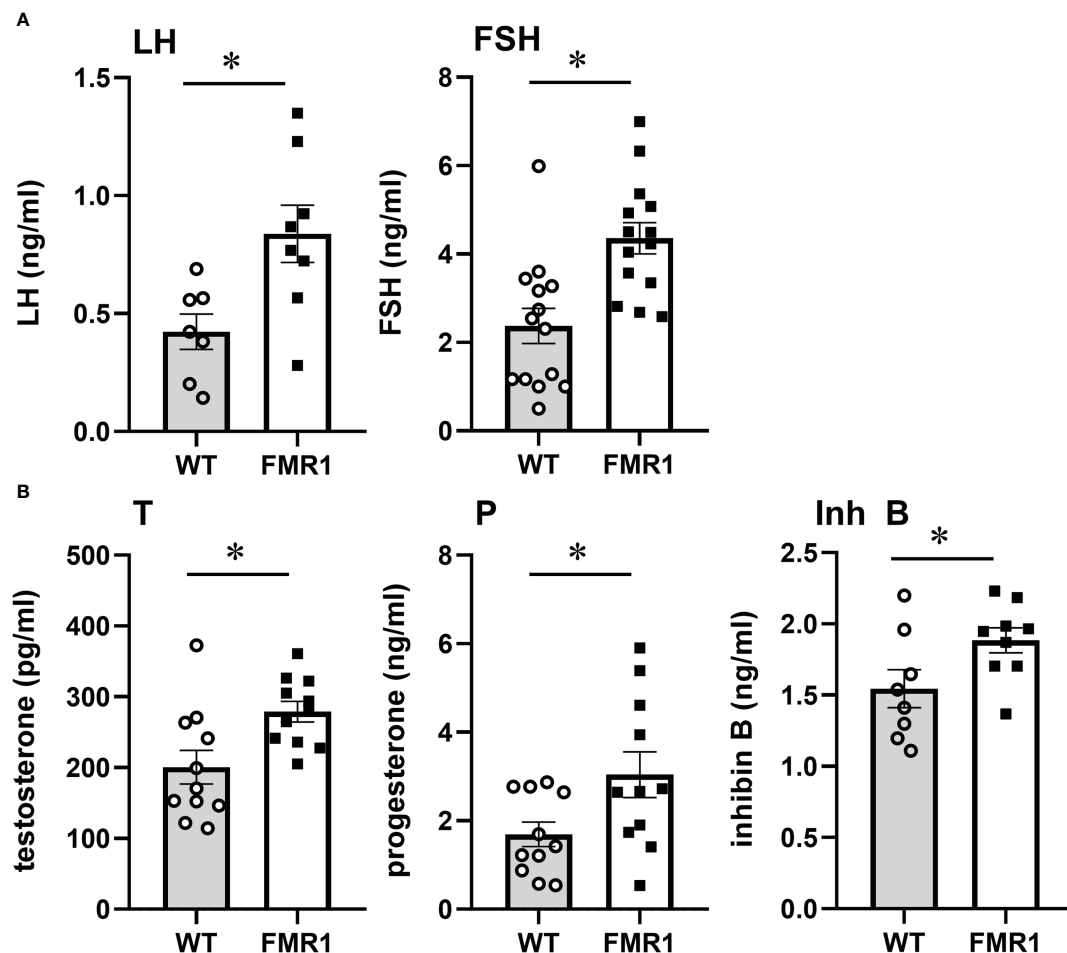 A
LH
*
LH (ng/ml)
1.5
1.0
0.5
0.0
WT FMR1
FSH
*
FSH (ng/ml)
8
6
4
2
0
WT FMR1
B
T
*
testosterone (pg/ml)
500
400
300
200
100
0
WT FMR1
P
*
progesterone (ng/ml)
8
6
4
2
0
WT FMR1
Inh B
*
inhibin B (ng/ml)
2.5
2.0
1.5
1.0
0.5
0.0
WT FMR1